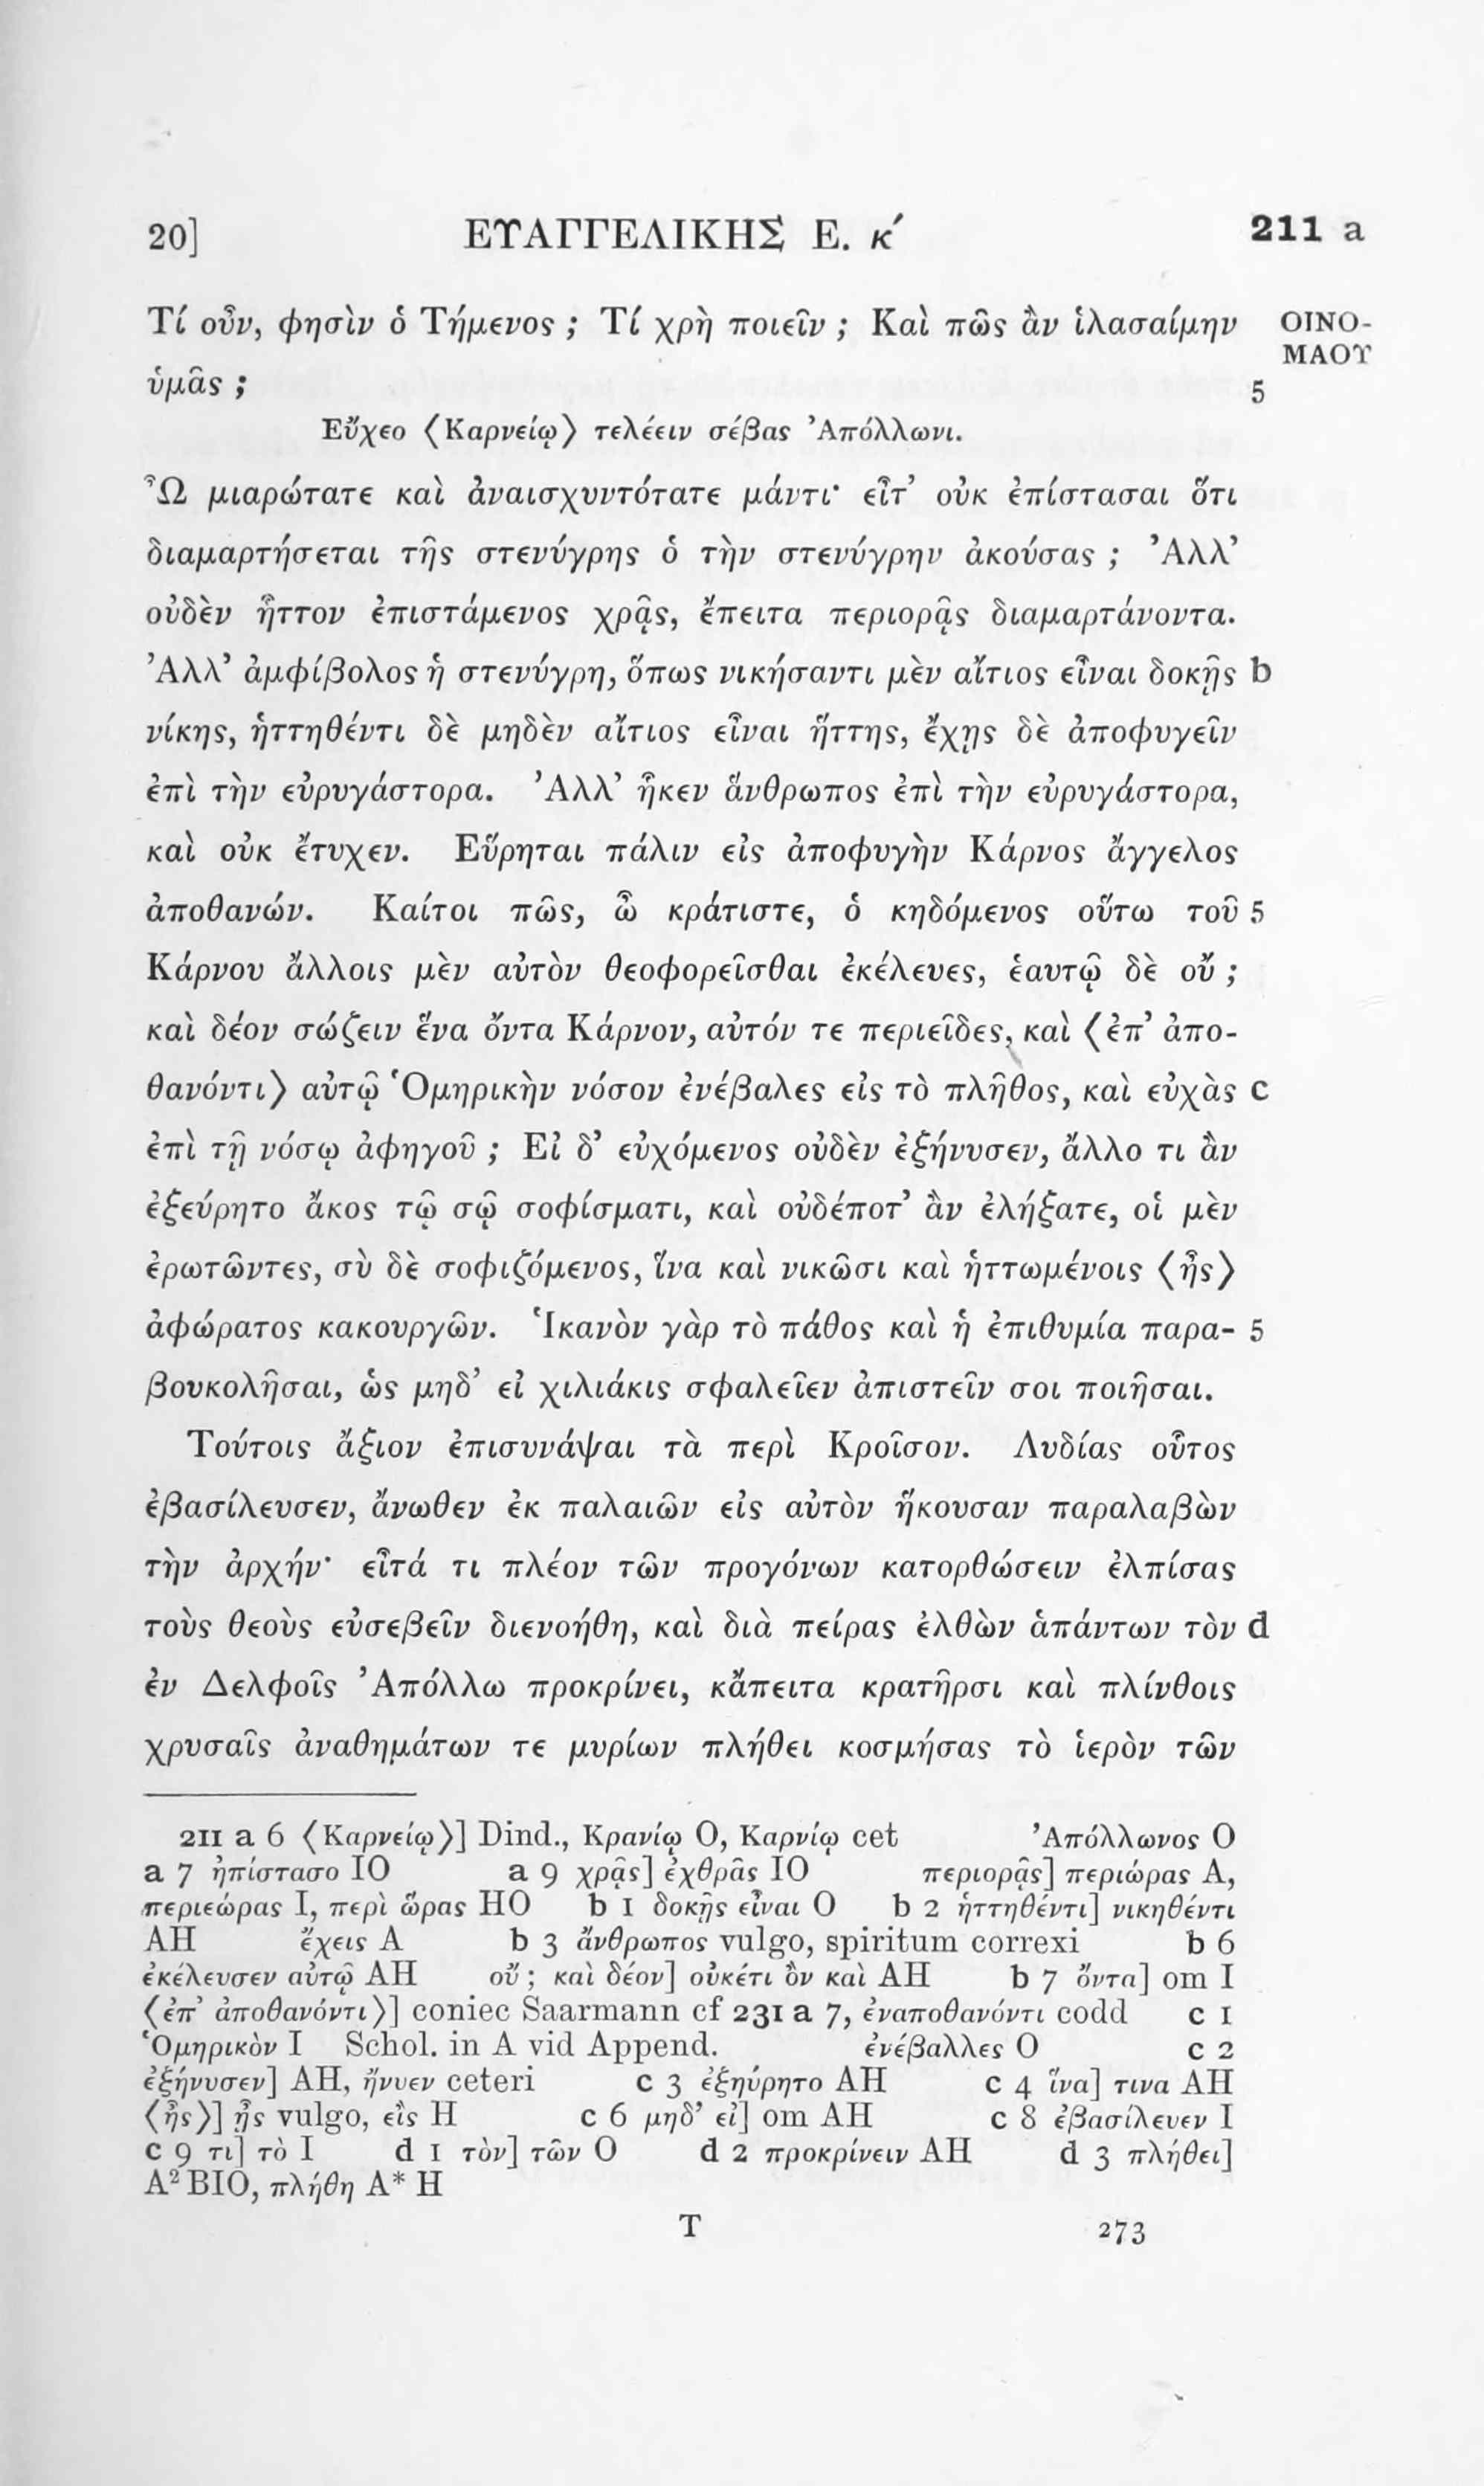 20] ΕΥΑΓΓΕΛΙΚΗΣ Ε. κ´ 211 a
Τί οὖν, φησὶν ὁ Τήμενος ; Τί χρὴ ποιεῖν ; Καὶ πῶς ἂν ἱλασαίμην ΟΙΝΟ-
ΜΑΟΥ
ὑμᾶς ; 5
Εὔχεο ⟨Καρνείῳ⟩ τελέειν σέβας Ἀπόλλωνι.
Ὦ μιαρώτατε καὶ ἀναισχυντότατε μάντι· εἶτ’ οὐκ ἐπίστασαι ὅτι
διαμαρτήσεται τῆς στενύγρης ὁ τὴν στενύγρην ἀκούσας ; Ἀλλ’
οὐδὲν ἧττον ἐπιστάμενος χρᾷς, ἔπειτα περιορᾷς διαμαρτάνοντα.
Ἀλλ’ ἀμφίβολος ἡ στενύγρη, ὅπως νικήσαντι μὲν αἴτιος εἶναι δοκῇς b
νίκης, ἡττηθέντι δὲ μηδὲν αἴτιος εἶναι ἥττης, ἔχῃς δὲ ἀποφυγεῖν
ἐπὶ τὴν εὐρυγάστορα. Ἀλλ’ ἧκεν ἅνθρωπος ἐπὶ τὴν εὐρυγάστορα,
καὶ οὐκ ἔτυχεν. Εὕρηται πάλιν εἰς ἀποφυγὴν Κάρνος ἄγγελος
ἀποθανών. Καίτοι πῶς, ὦ κράτιστε, ὁ κηδόμενος οὕτω τοῦ 5
Κάρνου ἄλλοις μὲν αὐτὸν θεοφορεῖσθαι ἐκέλευες, ἑαυτῷ δὲ οὔ ;
καὶ δέον σώζειν ἕνα ὄντα Κάρνον, αὐτόν τε περιεῖδες, καὶ ⟨ἐπ’ ἀπο-
θανόντι⟩ αὐτῷ Ὁμηρικὴν νόσον ἐνέβαλες εἰς τὸ πλῆθος, καὶ εὐχὰς c
ἐπὶ τῇ νόσῳ ἀφηγοῦ ; Εἰ δ’ εὐχόμενος οὐδὲν ἐξήνυσεν, ἄλλο τι ἂν
ἐξεύρητο ἄκος τῷ σῷ σοφίσματι, καὶ οὐδέποτ’ ἂν ἐλήξατε, οἱ μὲν
ἐρωτῶντες, σὺ δὲ σοφιζόμενος, ἵνα καὶ νικῶσι καὶ ἡττωμένοις ⟨ἦς⟩
ἀφώρατος κακουργῶν. Ἱκανὸν γὰρ τὸ πάθος καὶ ἡ ἐπιθυμία παρα- 5
βουκολῆσαι, ὡς μηδ’ εἰ χιλιάκις σφαλεῖεν ἀπιστεῖν σοι ποιῆσαι.
Τούτοις ἄξιον ἐπισυνάψαι τὰ περὶ Κροῖσον. Λυδίας οὗτος
ἐβασίλευσεν, ἄνωθεν ἐκ παλαιῶν εἰς αὐτὸν ἥκουσαν παραλαβὼν
τὴν ἀρχήν· εἶτά τι πλέον τῶν προγόνων κατορθώσειν ἐλπίσας
τοὺς θεοὺς εὐσεβεῖν διενοήθη, καὶ διὰ πείρας ἐλθὼν ἁπάντων τὸν d
ἐν Δελφοῖς Ἀπόλλω προκρίνει, κἄπειτα κρατῆρσι καὶ πλίνθοις
χρυσαῖς ἀναθημάτων τε μυρίων πλήθει κοσμήσας τὸ ἱερὸν τῶν
211 a 6 ⟨Καρνείῳ⟩] Dind., Κρανίῳ O, Καρνίῳ cet Ἀπόλλωνος O
a 7 ἠπίστασο IO a 9 χρᾷς] ἐχθρᾶς IO περιορᾷς] περιώρας A,
περιεώρας I, περὶ ὥρας HO b 1 δοκῇς εἶναι O b 2 ἡττηθέντι] νικηθέντι
AH ἔχεις A b 3 ἄνθρωπος vulgo, spiritum correxi b 6
ἐκέλευσεν αὐτῷ AH οὔ ; καὶ δέον] οὐκέτι ὂν καὶ AH b 7 ὄντα] om I
⟨ἐπ’ ἀποθανόντι⟩] coniec Saarmann cf 231 a 7, ἐναποθανόντι codd c 1
Ὁμηρικὸν I Schol. in A vid Append. ἐνέβαλλες O c 2
ἐξήνυσεν] AH, ἤνυεν ceteri c 3 ἐξηύρητο AH c 4 ἵνα] τινα AH
⟨ἦς⟩] ᾖς vulgo, εἷς H c 6 μηδ’ εἰ] om AH c 8 ἐβασίλευεν I
c 9 τι] τὸ I d 1 τὸν] τῶν O d 2 προκρίνειν AH d 3 πλήθει]
A² BIO, πλήθη A* H
T 273